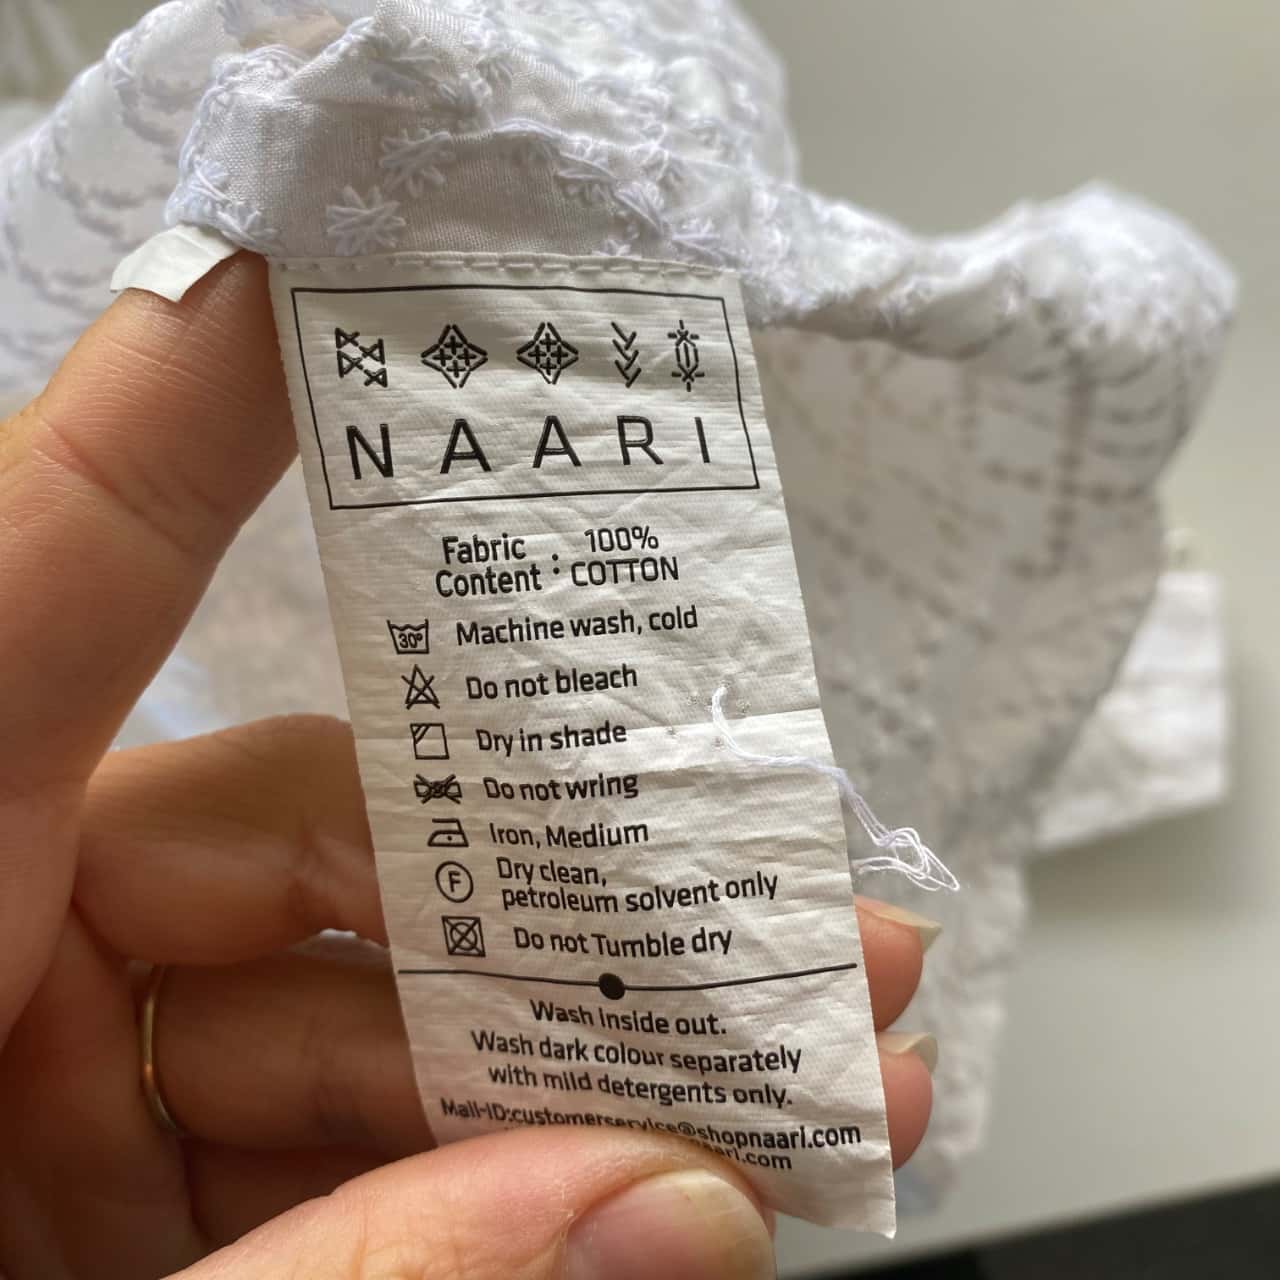 NAARI
Fabric Content : 100% COTTON
30° Machine wash, cold
Do not bleach
Dry in shade
Do not wring
Iron, Medium
F Dry clean,
petroleum solvent only
Do not Tumble dry
Wash inside out.
Wash dark colour separately
with mild detergents only.
Mail-ID:customerservice@shopnaari.com